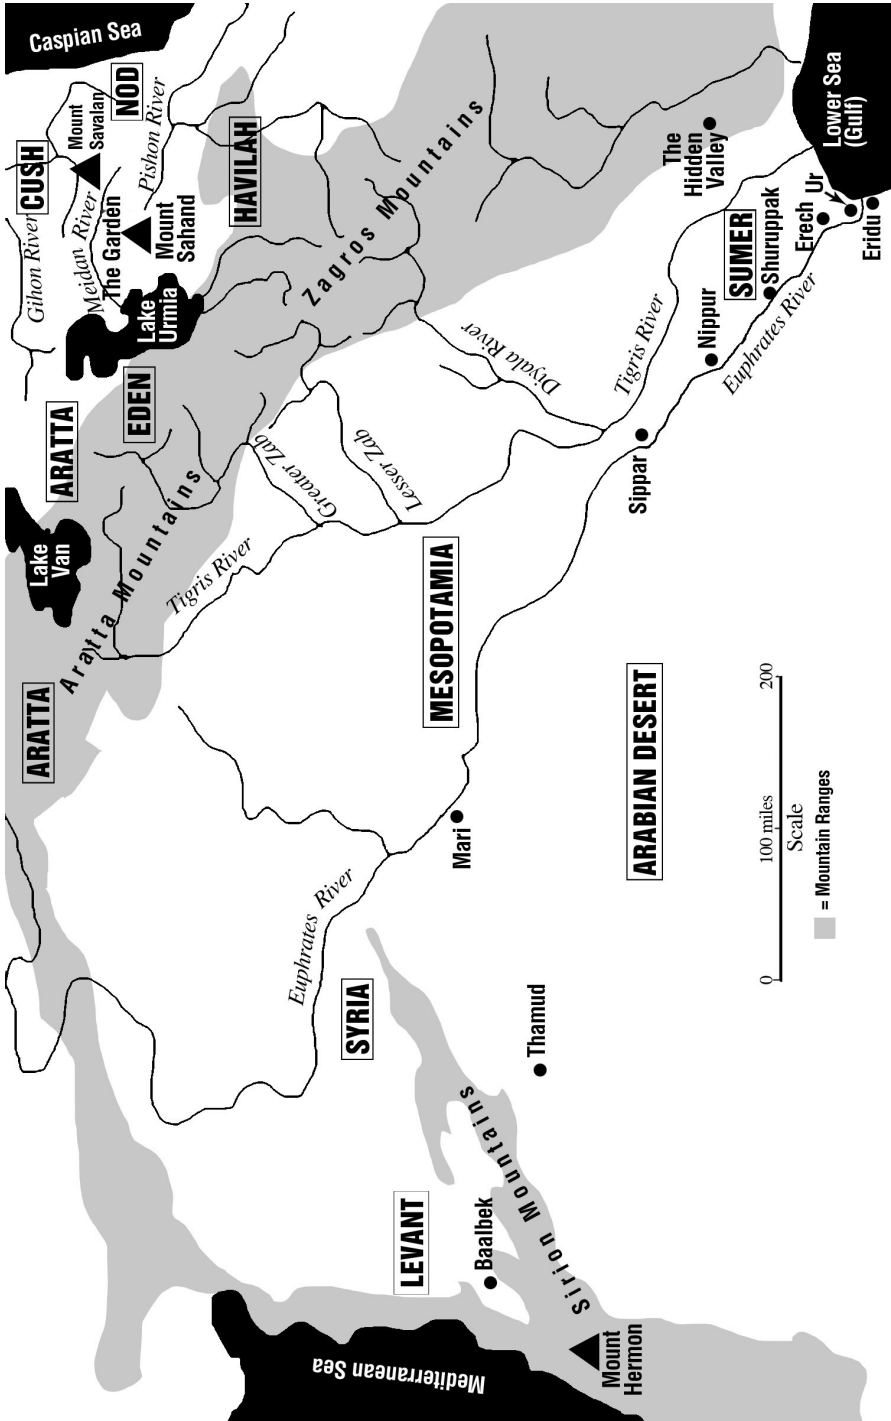 ARATTA
CUSH
Caspian Sea
Gihon River
Lake
Van
ARATTA
Mount
Savalan
NOD
Meidan River
The Garden
Pishon River
Aratta Mountains
EDEN
Lake
Urmia
Mount
Sahand
HAVILAH
Tigris River
Greater Zab
Zagros Mountains
Euphrates River
Lesser Zab
SYRIA
LEVANT
Mediterranean Sea
MESOPOTAMIA
Mari
Baalbek
Sirion Mountains
Diyala River
Thamud
Mount
Hermon
ARABIAN DESERT
Sippar
Tigris River
The
Hidden
Valley
Nippur
SUMER
Shuruppak
Euphrates River
Erech
Ur
Eridu
Lower Sea
(Gulf)
0
100 miles
200
Scale
= Mountain Ranges